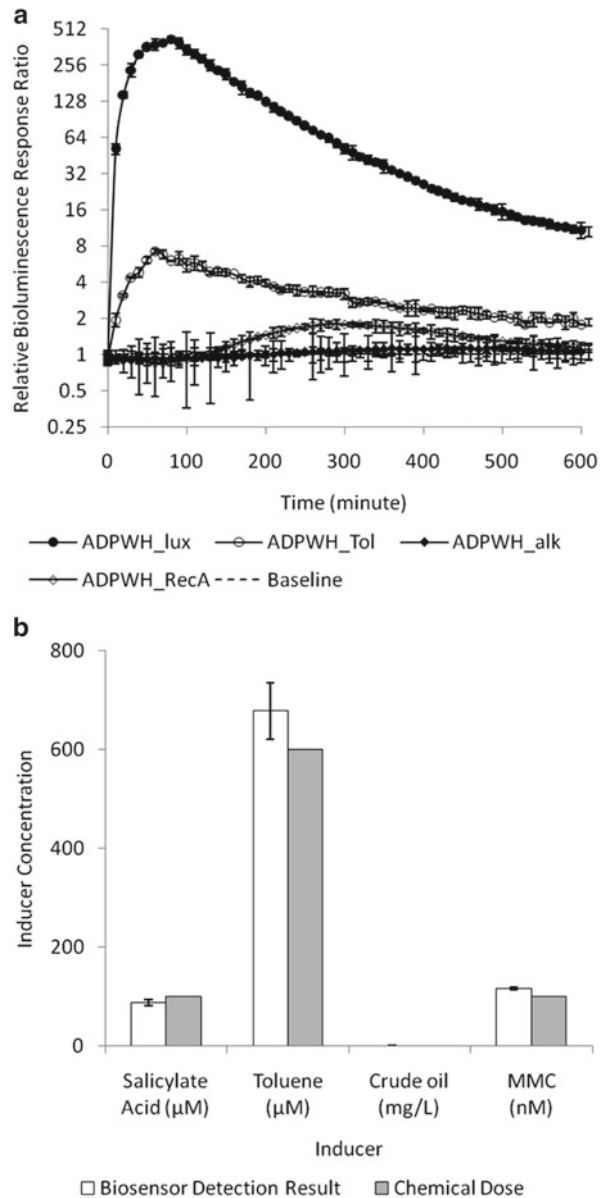 a
Relative Bioluminescence Response Ratio
512
256
128
64
32
16
8
4
2
1
0.5
0.25
0 100 200 300 400 500 600
Time (minute)
ADPWH_lux ADPWH_Tol ADPWH_alk
ADPWH_RecA Baseline
b
Inducer Concentration
800
600
400
200
0
Salicylate Toluene Crude oil MMC
Acid (µM) (µM) (mg/L) (nM)
Inducer
Biosensor Detection Result Chemical Dose